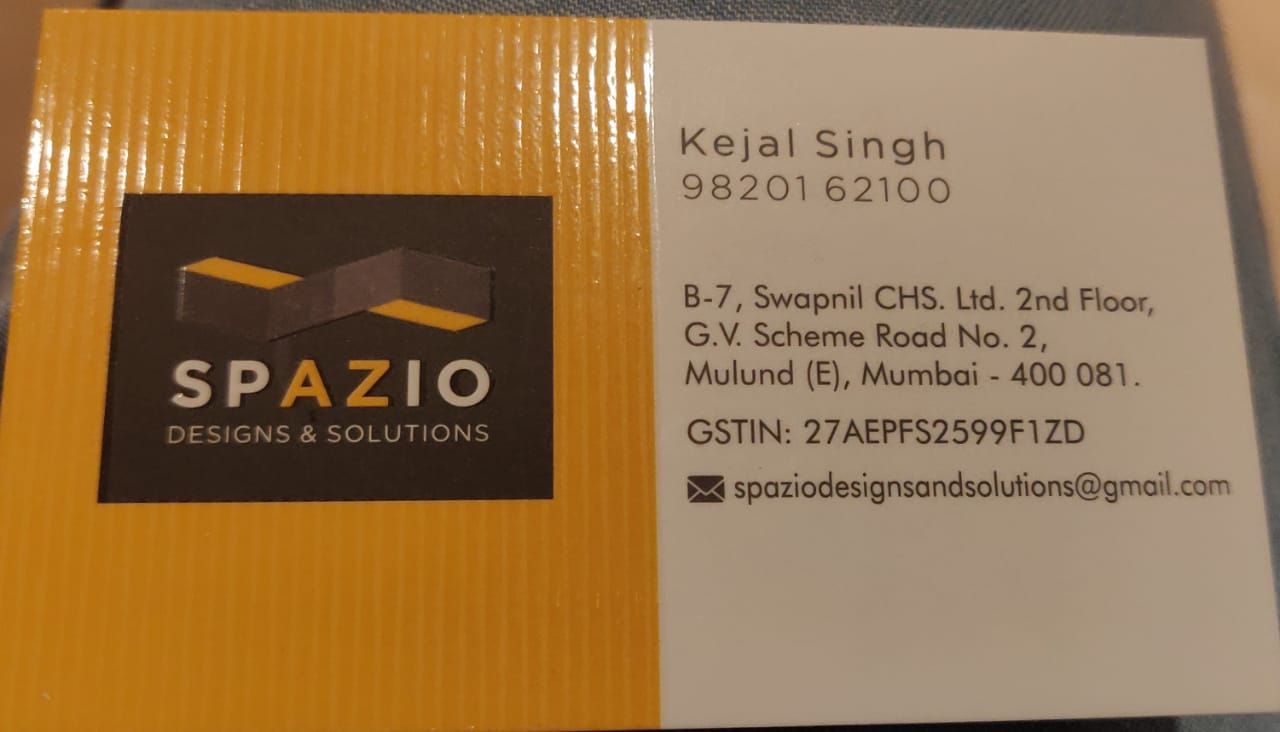 SPAZIO
DESIGNS & SOLUTIONS
Kejal Singh
98201 62100
B-7, Swapnil CHS. Ltd. 2nd Floor,
G.V. Scheme Road No. 2,
Mulund (E), Mumbai - 400 081.
GSTIN: 27AEPFS2599F1ZD
spaziodesignsandsolutions@gmail.com